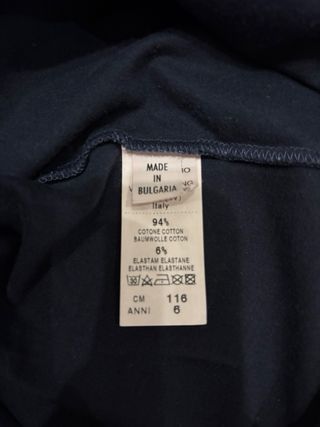 MADE
IN
BULGARIA
Italy
94%
COTONE COTTON
BAUMWOLLE COTON
6%
ELASTAM ELASTANE
ELASTHAN ELASTHANNE
CM 116
ANNI 6